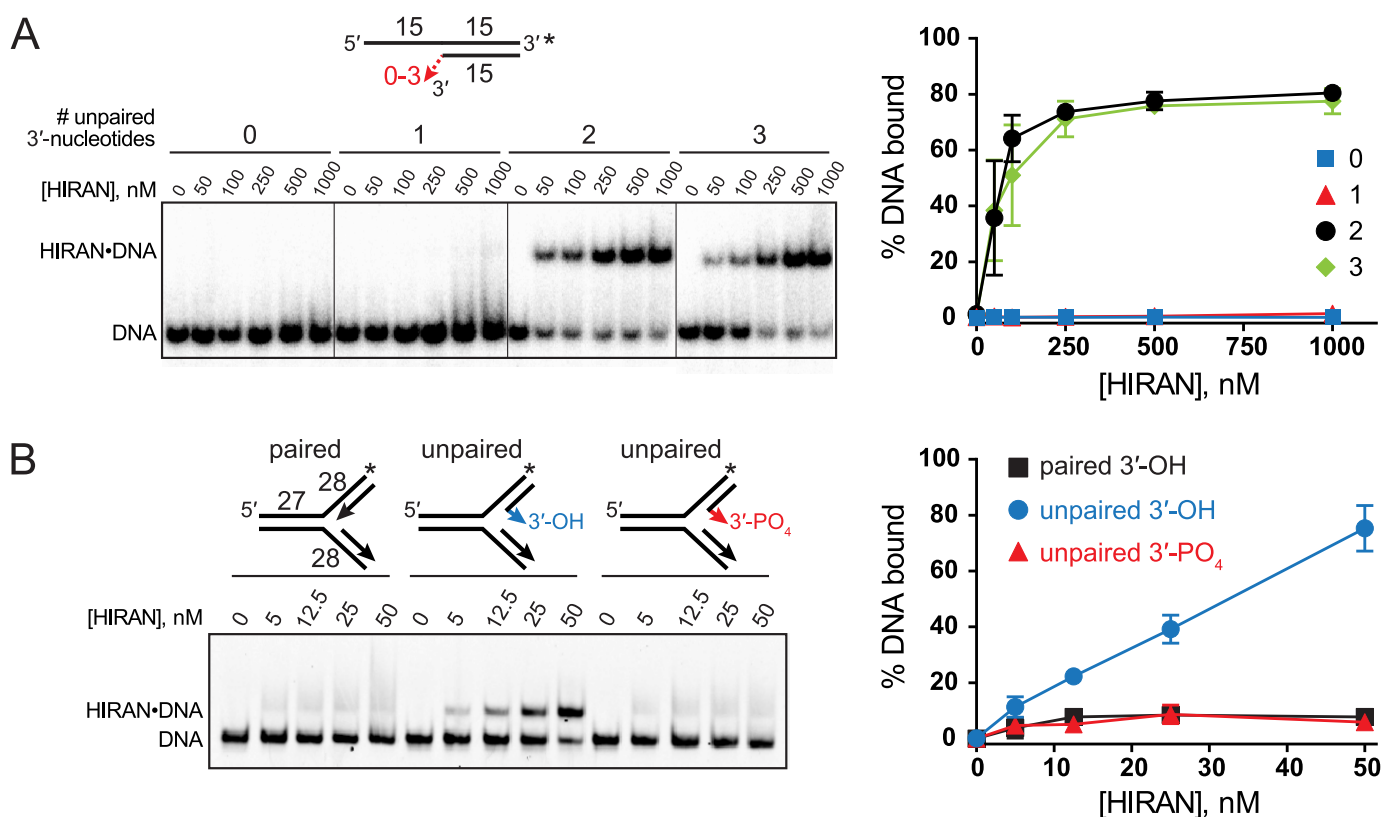 A
15 15
5′ 3′*
0-3 15
3′
# unpaired
3′-nucleotides 0 1 2 3
[HIRAN], nM 0 50 100 250 500 1000 0 50 100 250 500 1000 0 50 100 250 500 1000 0 50 100 250 500 1000
HIRAN•DNA
DNA
% DNA bound
100
80
60
40
20
0
0 250 500 750 1000
[HIRAN], nM
0
1
2
3
B
paired unpaired unpaired
* * *
28
27
5′ 5′ 5′
3′-OH 3′-PO₄
28
[HIRAN], nM 0 5 12.5 25 50 0 5 12.5 25 50 0 5 12.5 25 50
HIRAN•DNA
DNA
% DNA bound
100
80
60
40
20
0
0 10 20 30 40 50
[HIRAN], nM
paired 3′-OH
unpaired 3′-OH
unpaired 3′-PO₄